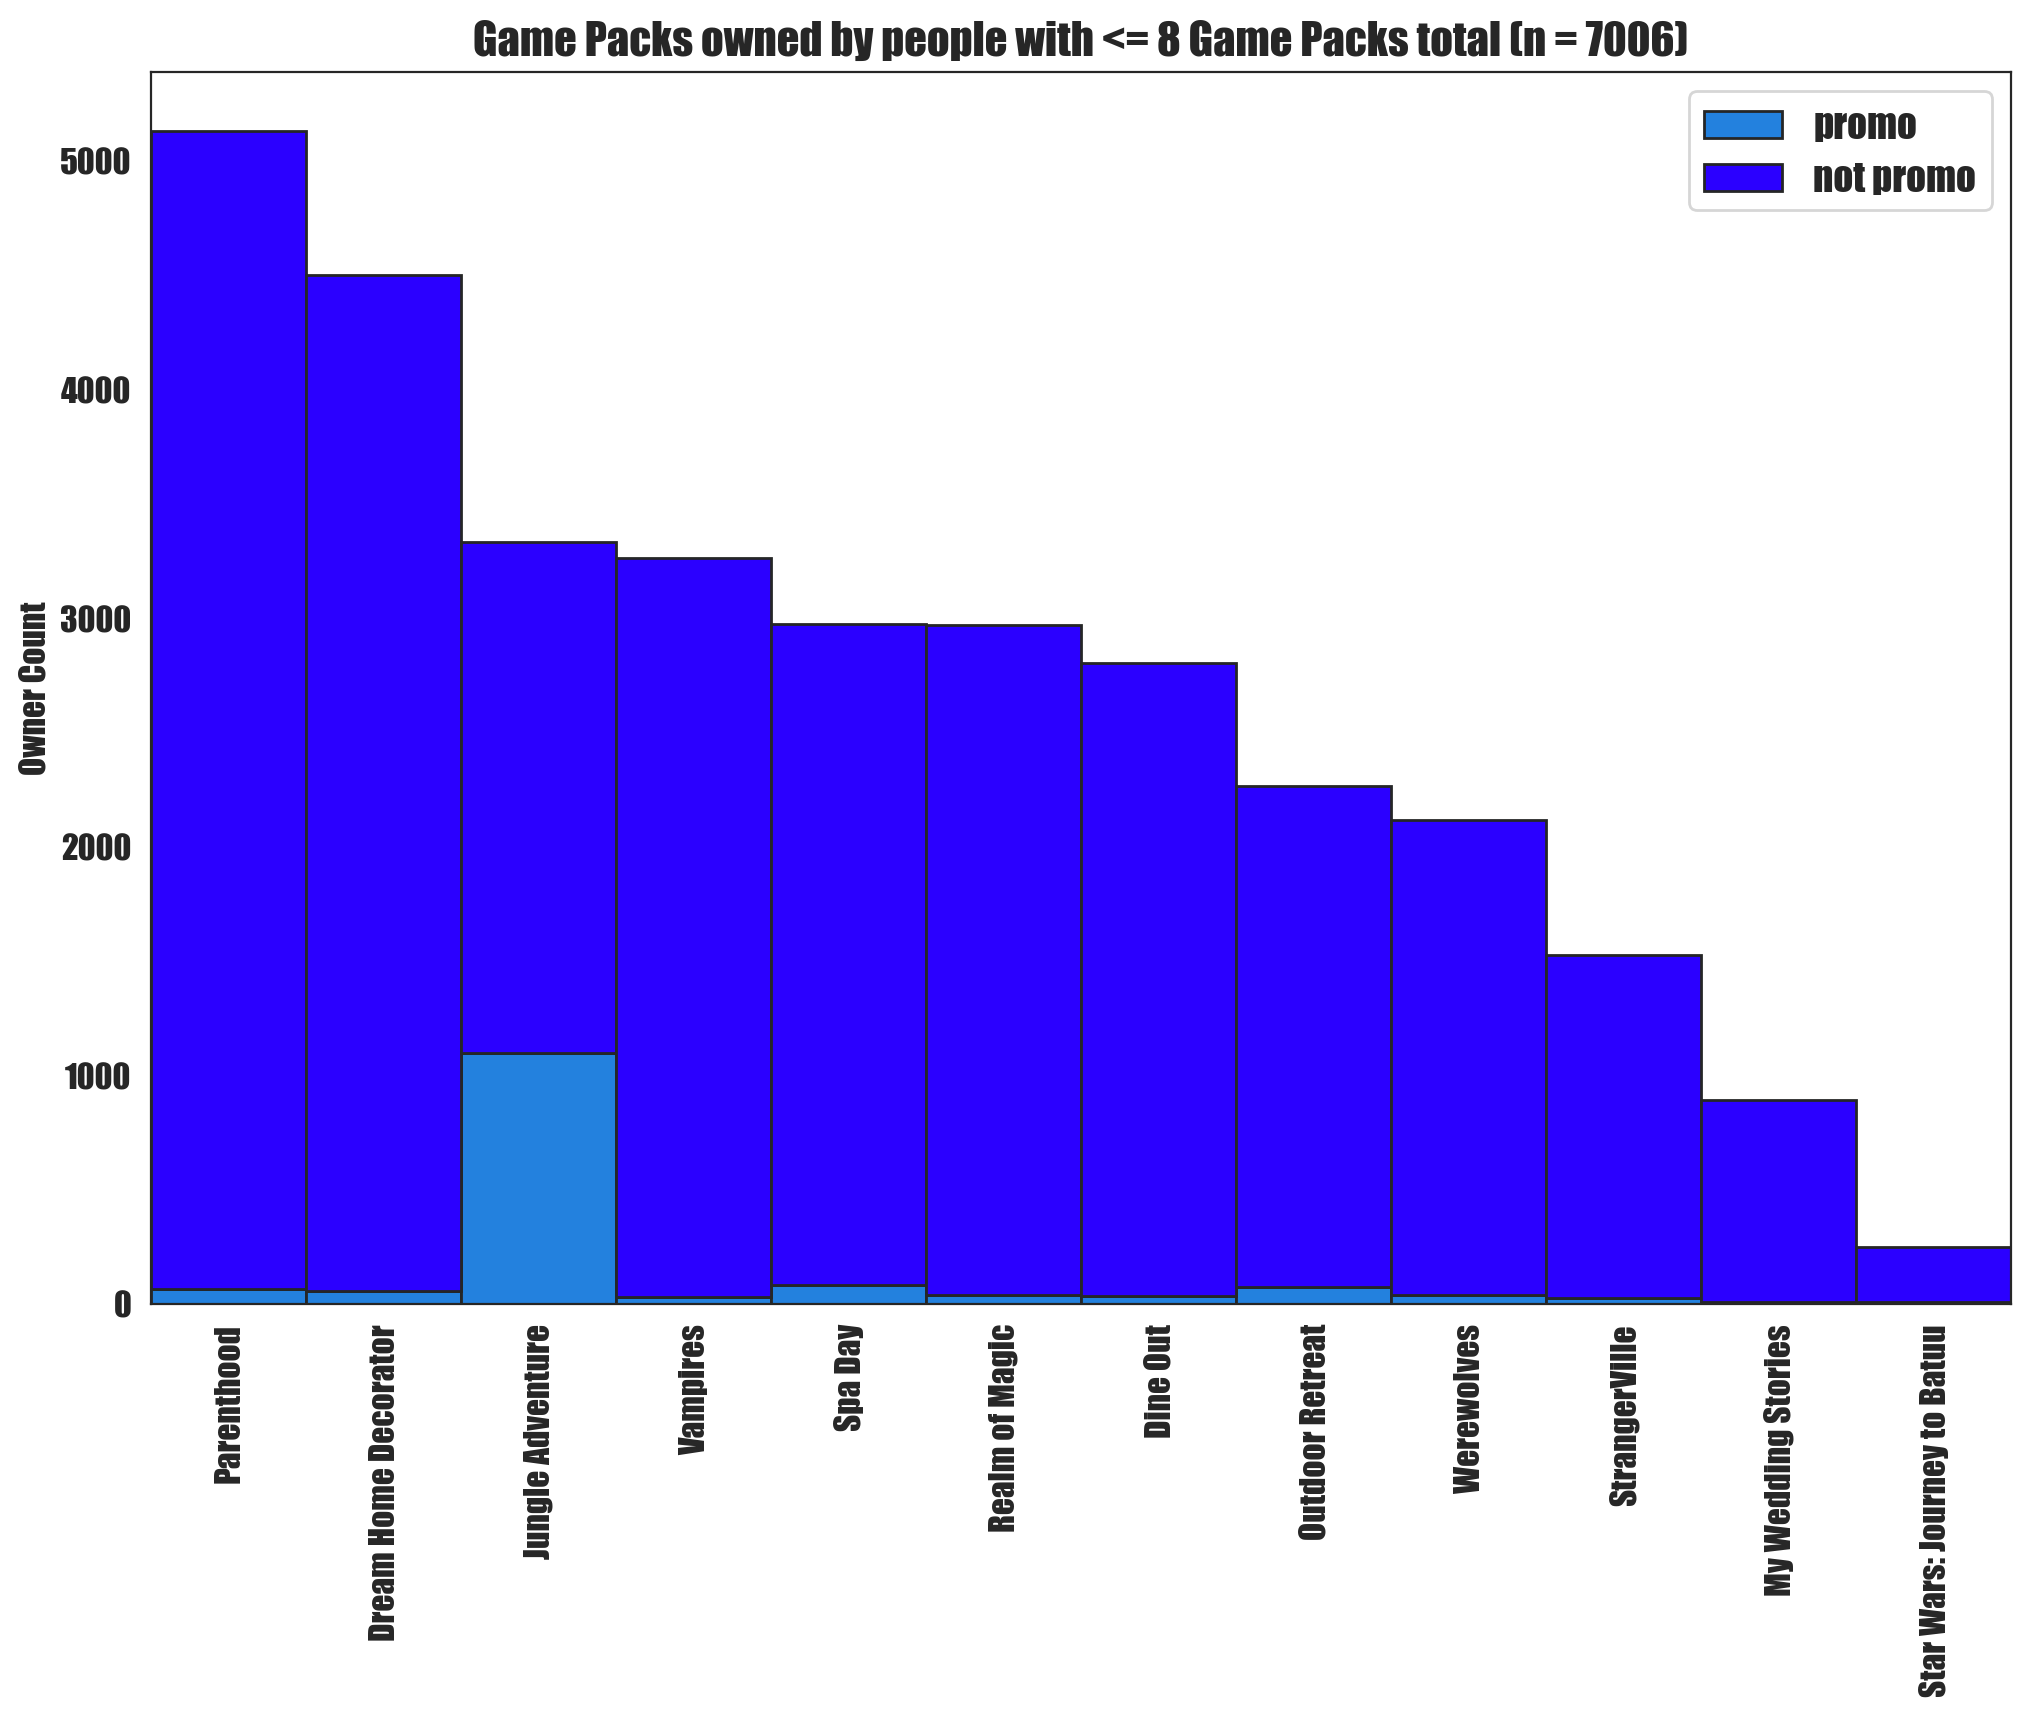 Game Packs owned by people with <= 8 Game Packs total (n = 7006)
promo
not promo
Owner Count
5000
4000
3000
2000
1000
0
Parenthood
Dream Home Decorator
Jungle Adventure
Vampires
Spa Day
Realm of Magic
Dine Out
Outdoor Retreat
Werewolves
StrangerVille
My Wedding Stories
Star Wars: Journey to Batuu